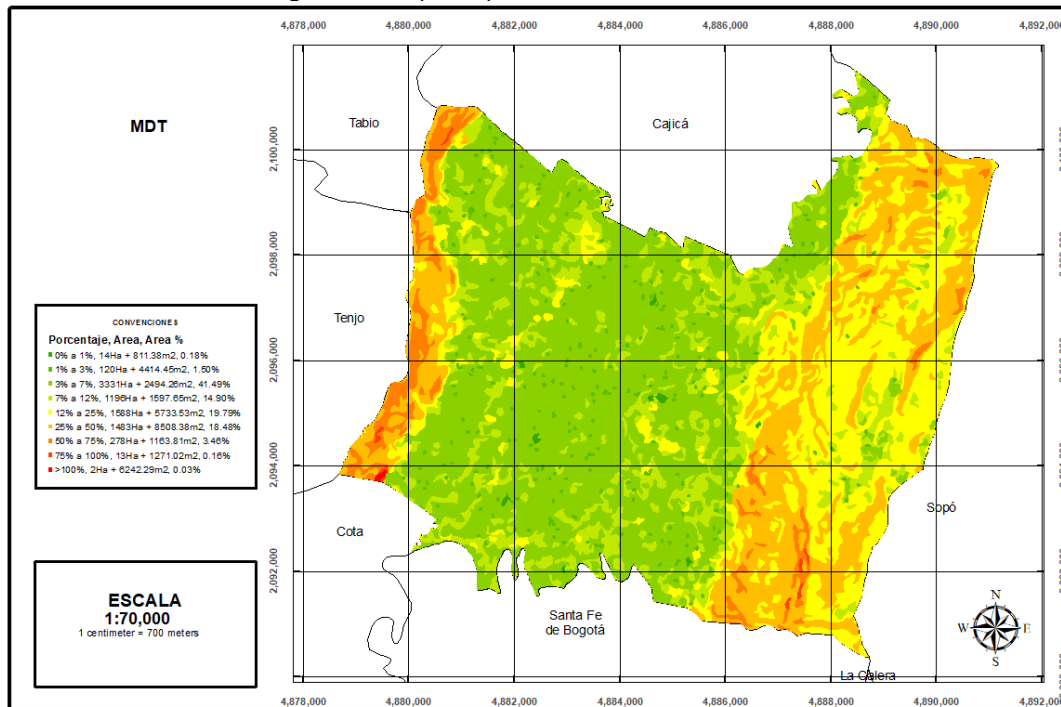 4,878,000 4,880,000 4,882,000 4,884,000 4,886,000 4,888,000 4,890,000 4,892,000
MDT
Tabio
Cajicá
2,100,000
2,098,000
Tenjo
CONVENCIONES
Porcentaje, Area, Area %
0% a 1%, 14Ha + 811.38m2, 0.18%
1% a 3%, 120Ha + 4414.45m2, 1.50%
3% a 7%, 3331Ha + 2494.26m2, 41.49%
7% a 12%, 1196Ha + 1597.65m2, 14.90%
12% a 25%, 1588Ha + 5733.53m2, 19.79%
25% a 50%, 1483Ha + 8508.38m2, 18.48%
50% a 75%, 278Ha + 1163.81m2, 3.46%
75% a 100%, 13Ha + 1271.02m2, 0.16%
>100%, 2Ha + 6242.29m2, 0.03%
2,096,000
2,094,000
Sopó
Cota
2,092,000
ESCALA
1:70,000
1 centimeter = 700 meters
Santa Fe
de Bogotá
N
W E
S
La Calera
4,878,000 4,880,000 4,882,000 4,884,000 4,886,000 4,888,000 4,890,000 4,892,000